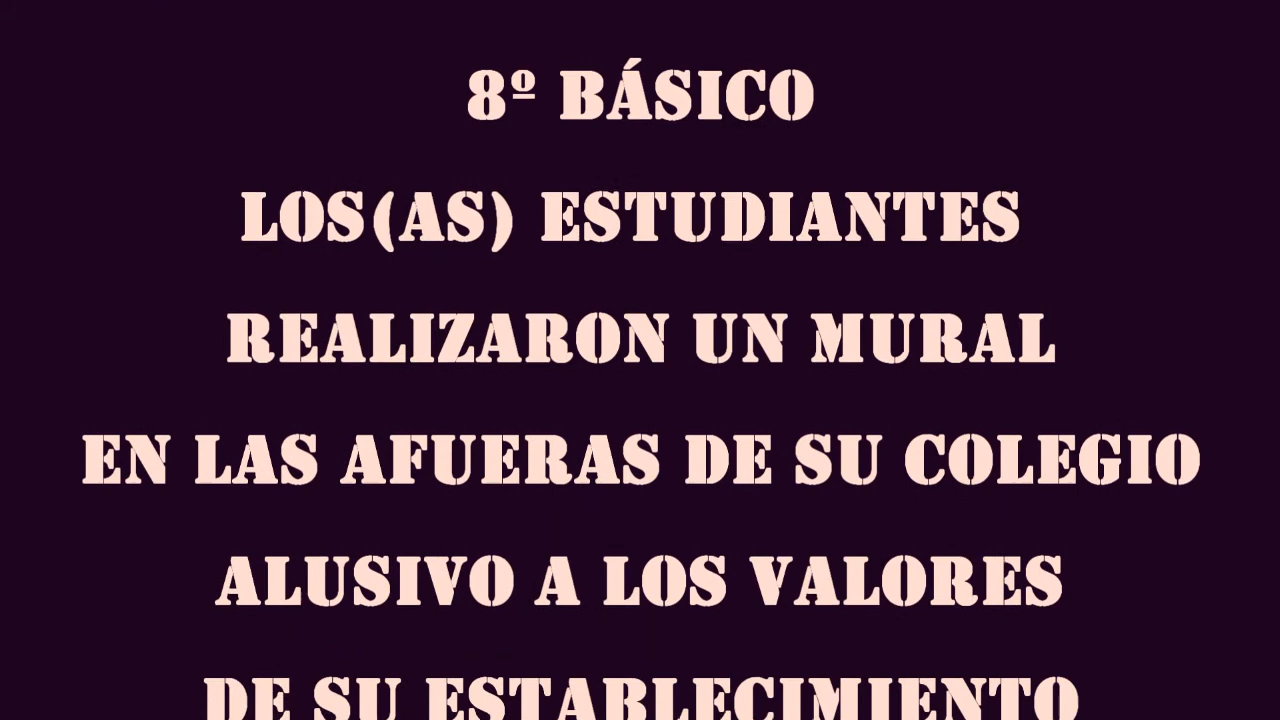 8º BÁSICO
LOS(AS) ESTUDIANTES
REALIZARON UN MURAL
EN LAS AFUERAS DE SU COLEGIO
ALUSIVO A LOS VALORES
DE SU ESTABLECIMIENTO